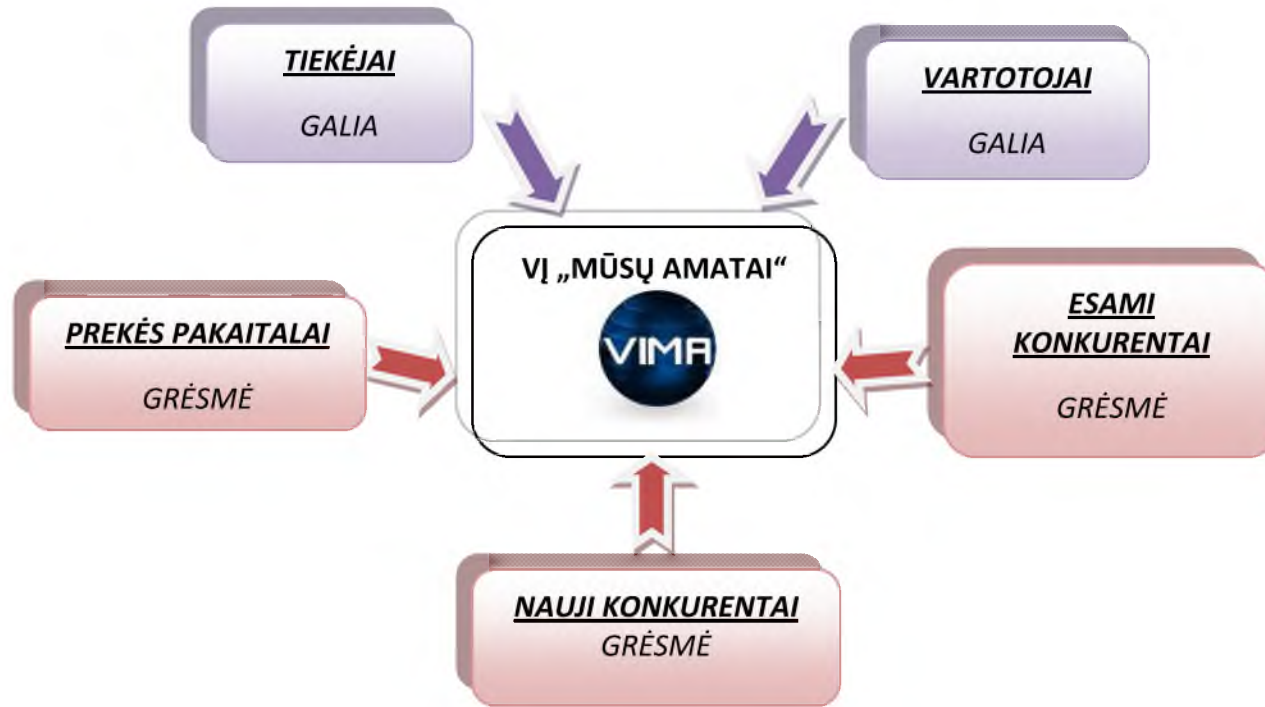 TIEKĖJAI
GALIA
VARTOTOJAI
GALIA
VĮ „MŪSŲ AMATAI“
VIMA
PREKĖS PAKAITALAI
GRĖSMĖ
ESAMI
KONKURENTAI
GRĖSMĖ
NAUJI KONKURENTAI
GRĖSMĖ